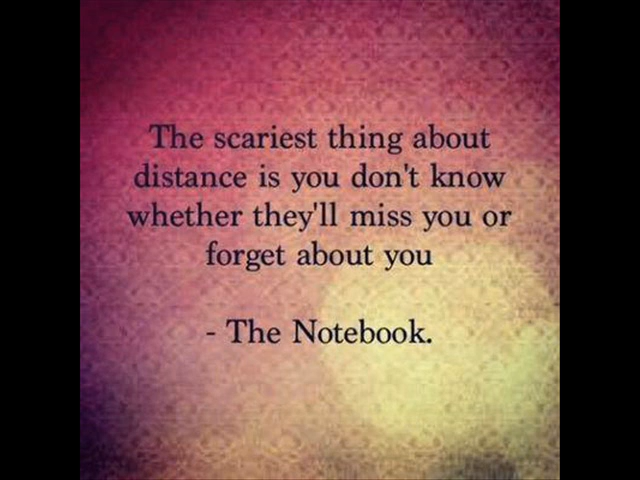 The scariest thing about
distance is you don't know
whether they'll miss you or
forget about you
- The Notebook.